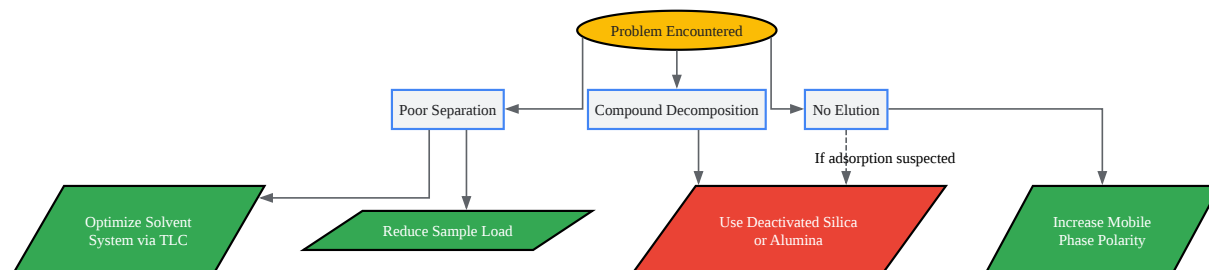 Problem Encountered
Poor Separation
Compound Decomposition
No Elution
If adsorption suspected
Optimize Solvent
System via TLC
Reduce Sample Load
Use Deactivated Silica
or Alumina
Increase Mobile
Phase Polarity